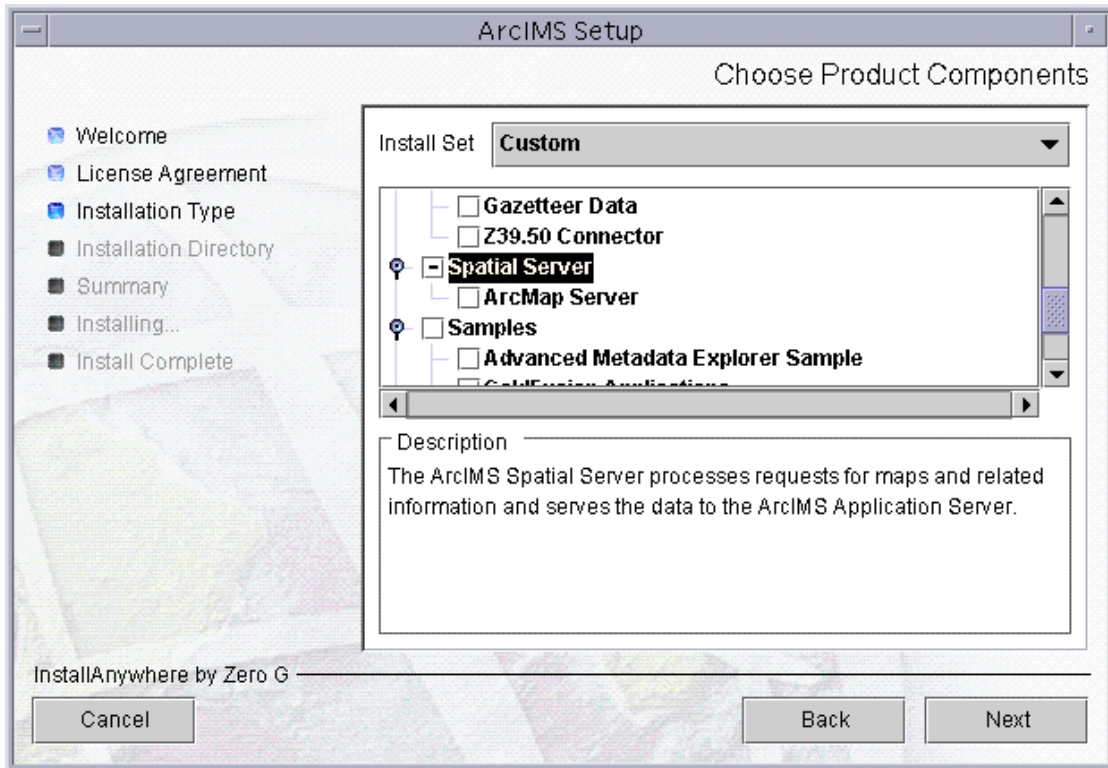 ArcIMS Setup
Choose Product Components
Welcome
License Agreement
Installation Type
Installation Directory
Summary
Installing...
Install Complete
Install Set Custom
Gazetteer Data
Z39.50 Connector
Spatial Server
ArcMap Server
Samples
Advanced Metadata Explorer Sample
ColdFusion Applications
Description
The ArcIMS Spatial Server processes requests for maps and related
information and serves the data to the ArcIMS Application Server.
InstallAnywhere by Zero G
Cancel
Back
Next